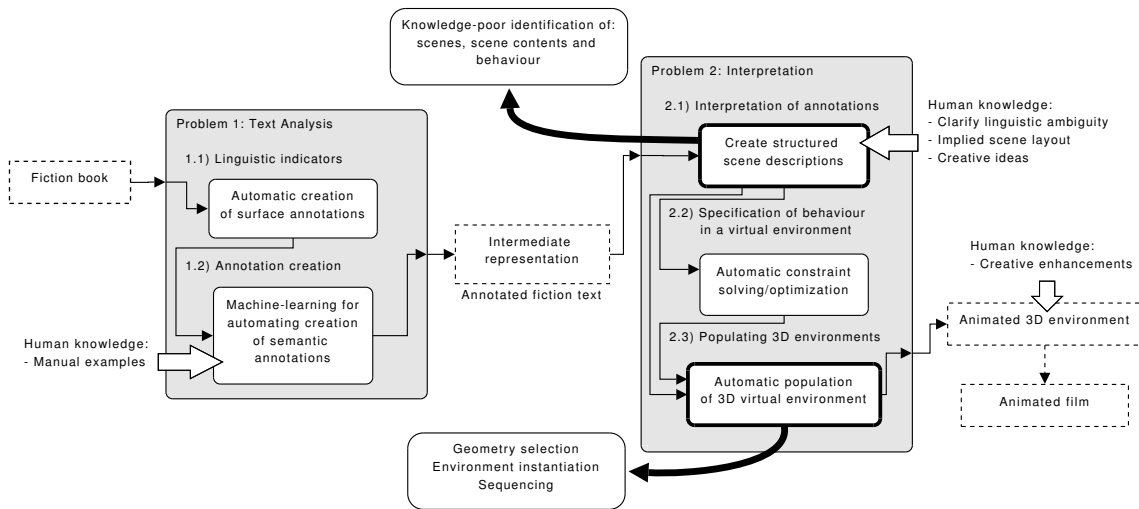 Knowledge-poor identification of:
scenes, scene contents and
behaviour
Problem 1: Text Analysis
1.1) Linguistic indicators
Fiction book
Automatic creation
of surface annotations
1.2) Annotation creation
Machine-learning for
automating creation
of semantic
annotations
Human knowledge:
- Manual examples
Intermediate
representation
Annotated fiction text
Problem 2: Interpretation
2.1) Interpretation of annotations
Create structured
scene descriptions
Human knowledge:
- Clarify linguistic ambiguity
- Implied scene layout
- Creative ideas
2.2) Specification of behaviour
in a virtual environment
Automatic constraint
solving/optimization
2.3) Populating 3D environments
Automatic population
of 3D virtual environment
Human knowledge:
- Creative enhancements
Animated 3D environment
Animated film
Geometry selection
Environment instantiation
Sequencing